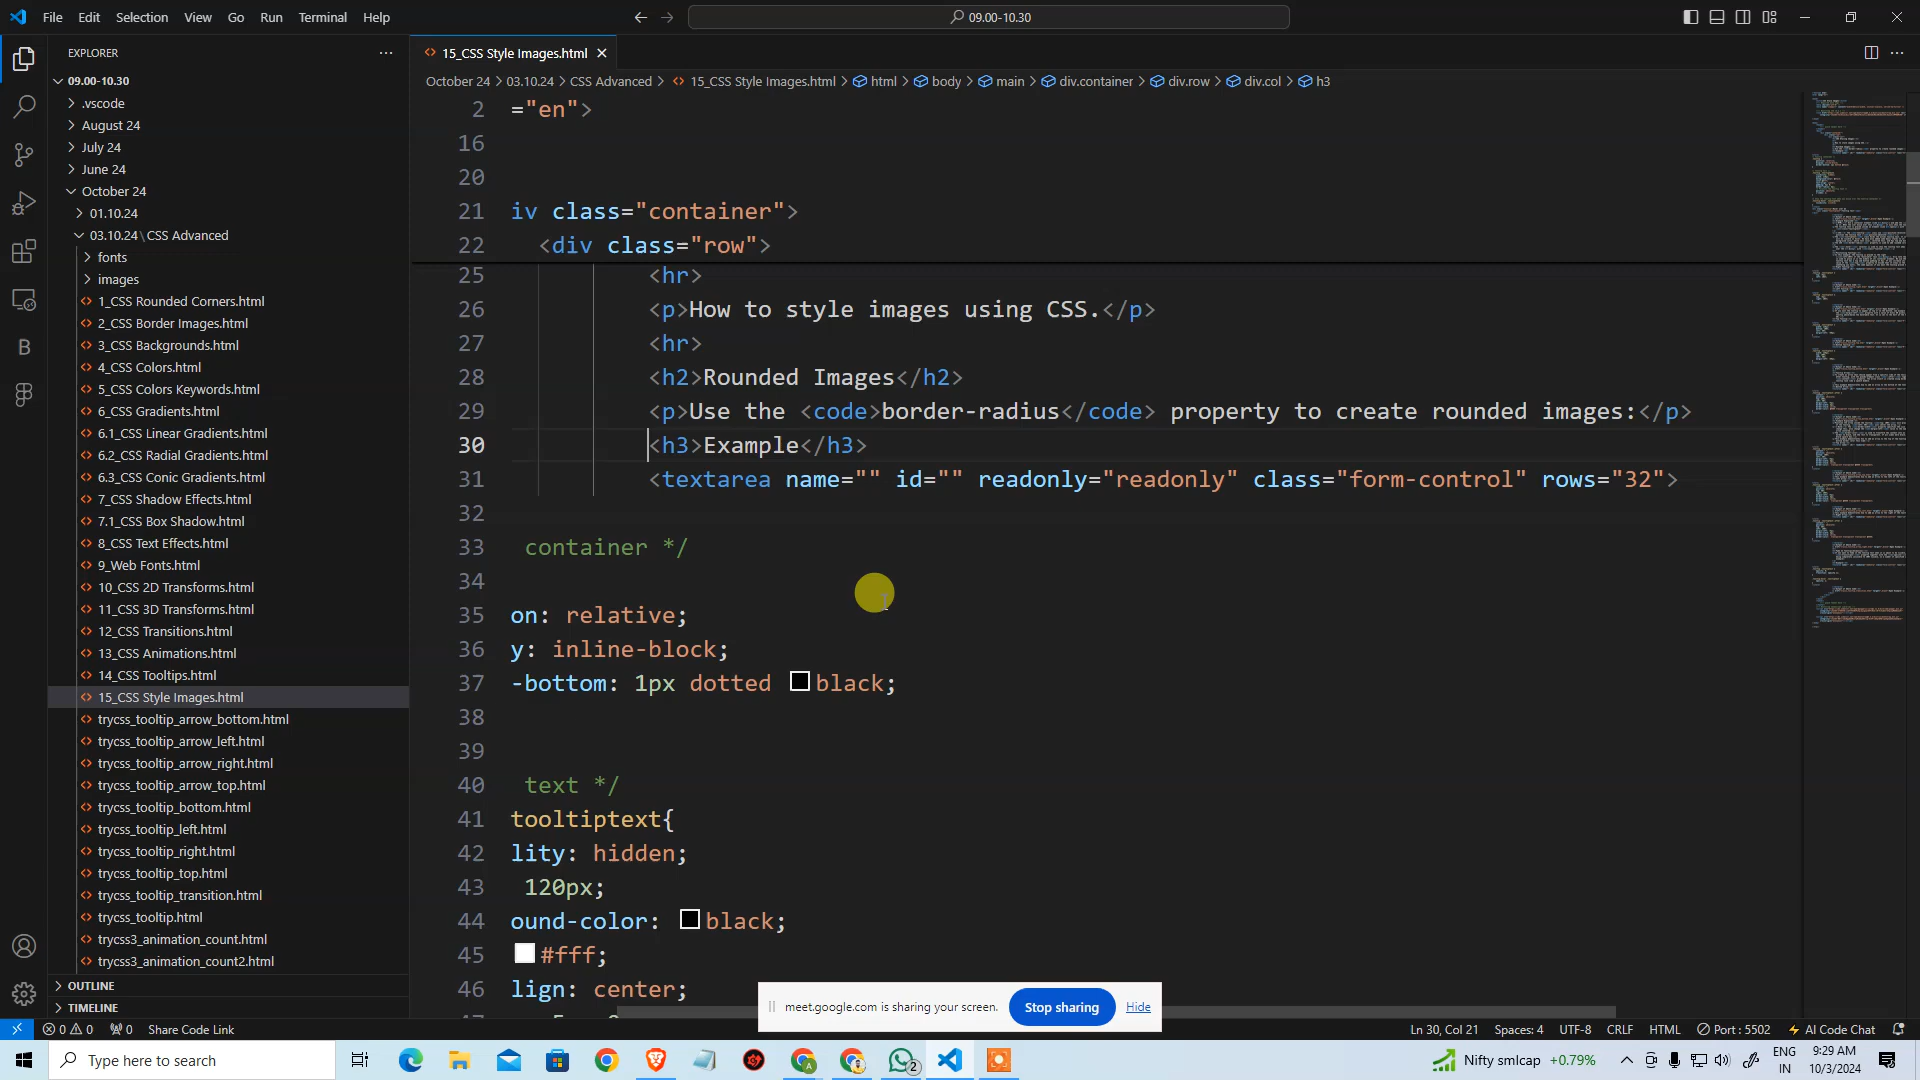 File Edit Selection View Go Run Terminal Help
09.00-10.30
EXPLORER
09.00-10.30
.vscode
August 24
July 24
June 24
October 24
01.10.24
03.10.24\CSS Advanced
fonts
images
1_CSS Rounded Corners.html
2_CSS Border Images.html
3_CSS Backgrounds.html
4_CSS Colors.html
5_CSS Colors Keywords.html
6_CSS Gradients.html
6.1_CSS Linear Gradients.html
6.2_CSS Radial Gradients.html
6.3_CSS Conic Gradients.html
7_CSS Shadow Effects.html
7.1_CSS Box Shadow.html
8_CSS Text Effects.html
9_Web Fonts.html
10_CSS 2D Transforms.html
11_CSS 3D Transforms.html
12_CSS Transitions.html
13_CSS Animations.html
14_CSS Tooltips.html
15_CSS Style Images.html
trycss_tooltip_arrow_bottom.html
trycss_tooltip_arrow_left.html
trycss_tooltip_arrow_right.html
trycss_tooltip_arrow_top.html
trycss_tooltip_bottom.html
trycss_tooltip_left.html
trycss_tooltip_right.html
trycss_tooltip_top.html
trycss_tooltip_transition.html
trycss_tooltip.html
trycss3_animation_count.html
trycss3_animation_count2.html
OUTLINE
TIMELINE
15_CSS Style Images.html
October 24 > 03.10.24 > CSS Advanced > 15_CSS Style Images.html > html > body > main > div.container > div.row > div.col > h3
2 ="en">
16
20
21 iv class="container">
22 <div class="row">
25 <hr>
26 <p>How to style images using CSS.</p>
27 <hr>
28 <h2>Rounded Images</h2>
29 <p>Use the <code>border-radius</code> property to create rounded images:</p>
30 <h3>Example</h3>
31 <textarea name="" id="" readonly="readonly" class="form-control" rows="32">
32
33 container */
34
35 on: relative;
36 y: inline-block;
37 -bottom: 1px dotted black;
38
39
40 text */
41 tooltiptext{
42 lity: hidden;
43 120px;
44 ound-color: black;
45 #fff;
46 lign: center;
meet.google.com is sharing your screen. Stop sharing Hide
0 0 0 Share Code Link
Ln 30, Col 21 Spaces: 4 UTF-8 CRLF HTML Port : 5502 AI Code Chat
Type here to search
2
Nifty smlcap +0.79%
ENG
IN
9:29 AM
10/3/2024